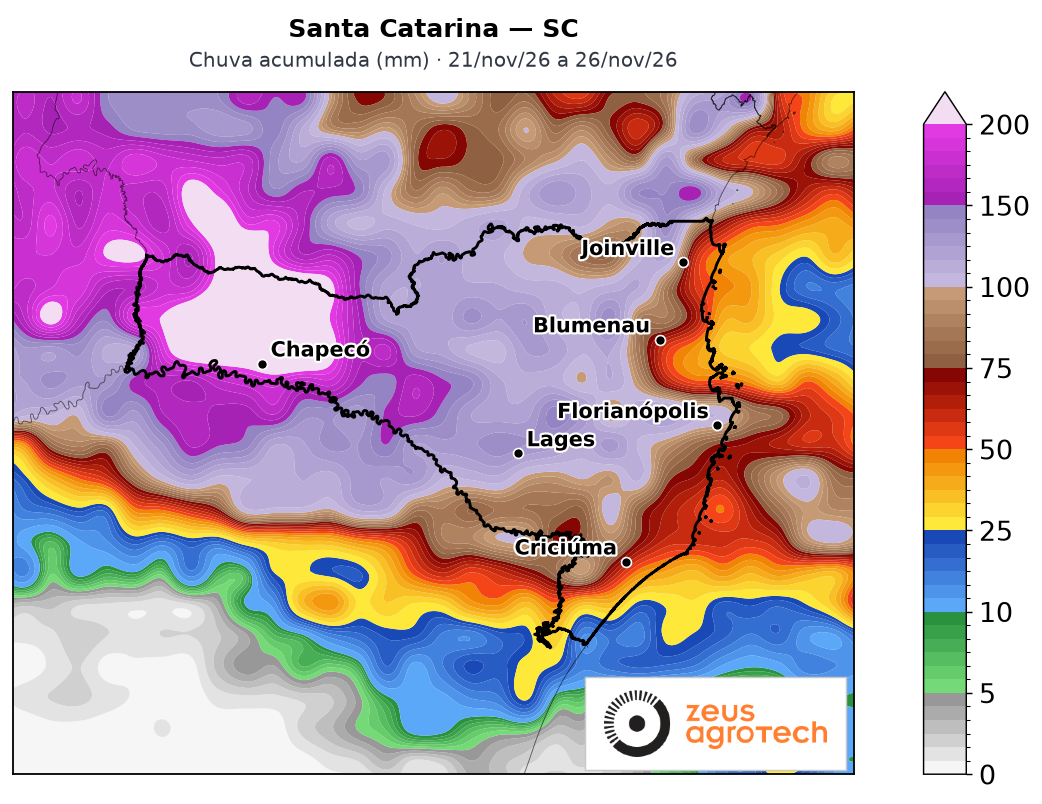 Santa Catarina — SC
Chuva acumulada (mm) · 21/nov/26 a 26/nov/26
Joinville
Blumenau
Chapecó
Florianópolis
Lages
Criciúma
200
150
100
75
50
25
10
5
0
zeus
agrotech